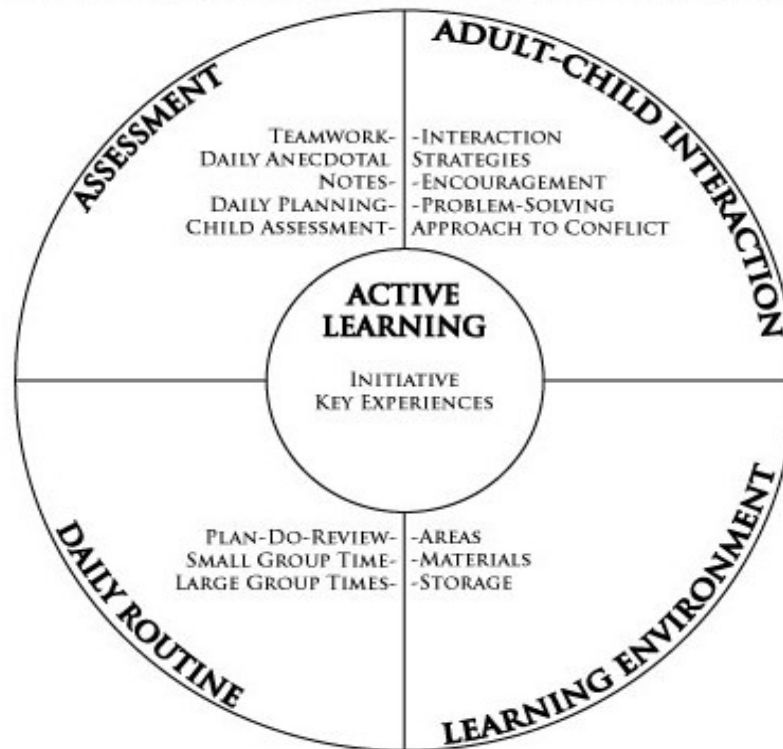 ASSESSMENT
TEAMWORK-
DAILY ANECDOTAL
NOTES-
DAILY PLANNING-
CHILD ASSESSMENT-
ADULT-CHILD INTERACTION
-INTERACTION
STRATEGIES
-ENCOURAGEMENT
-PROBLEM-SOLVING
APPROACH TO CONFLICT
ACTIVE
LEARNING
INITIATIVE
KEY EXPERIENCES
DAILY ROUTINE
PLAN-DO-REVIEW-
SMALL GROUP TIME-
LARGE GROUP TIMES-
-AREAS
-MATERIALS
-STORAGE
LEARNING ENVIRONMENT